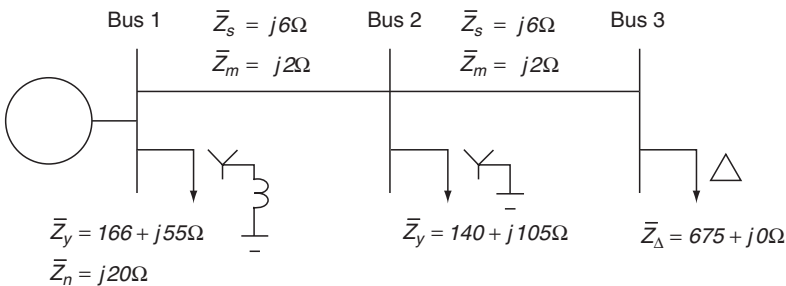 Bus 1
Z̅s = j6Ω
Bus 2
Z̅s = j6Ω
Bus 3
Z̅m = j2Ω
Z̅m = j2Ω
Z̅y = 166 + j55Ω
Z̅y = 140 + j105Ω
Z̅Δ = 675 + j0Ω
Z̅n = j20Ω